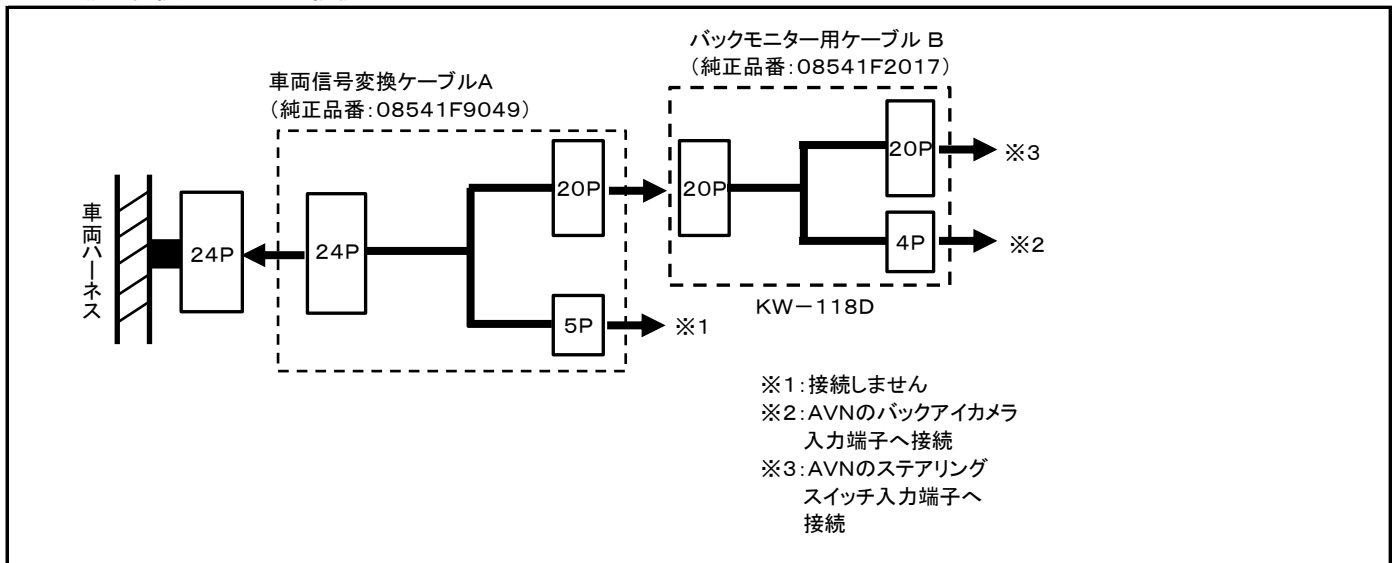 バックモニター用ケーブル B
（純正品番：08541F2017）
車両信号変換ケーブルA
（純正品番：08541F9049）
車両ハーネス
24P
24P
20P
5P
※1
20P
20P
※3
4P
※2
KW－118D
※1：接続しません
※2：AVNのバックアイカメラ
入力端子へ接続
※3：AVNのステアリング
スイッチ入力端子へ
接続